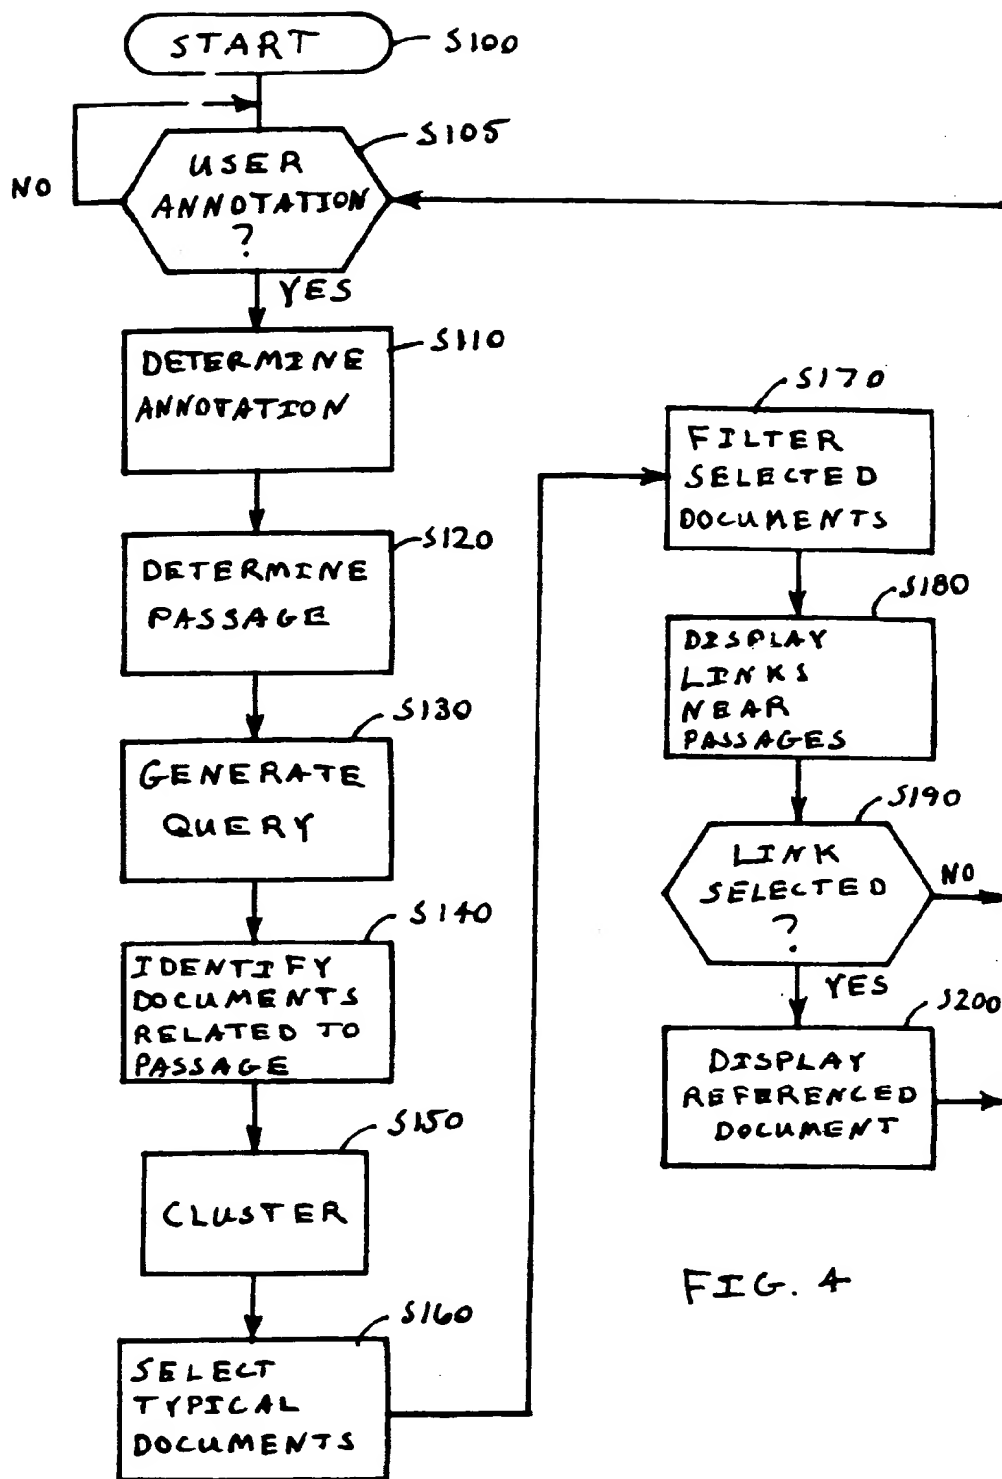 START
S100
S105
USER
ANNOTATION
?
NO
YES
S110
DETERMINE
ANNOTATION
S120
DETERMINE
PASSAGE
S130
GENERATE
QUERY
S140
IDENTIFY
DOCUMENTS
RELATED TO
PASSAGE
S150
CLUSTER
S160
SELECT
TYPICAL
DOCUMENTS
S170
FILTER
SELECTED
DOCUMENTS
S180
DISPLAY
LINKS
NEAR
PASSAGES
S190
LINK
SELECTED
?
NO
YES
S200
DISPLAY
REFERENCED
DOCUMENT
FIG. 4